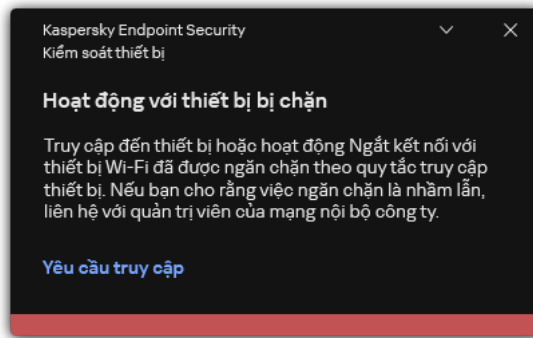 Kaspersky Endpoint Security
Kiểm soát thiết bị
Hoạt động với thiết bị bị chặn
Truy cập đến thiết bị hoặc hoạt động Ngắt kết nối với
thiết bị Wi-Fi đã được ngăn chặn theo quy tắc truy cập
thiết bị. Nếu bạn cho rằng việc ngăn chặn là nhầm lẫn,
liên hệ với quản trị viên của mạng nội bộ công ty.
Yêu cầu truy cập